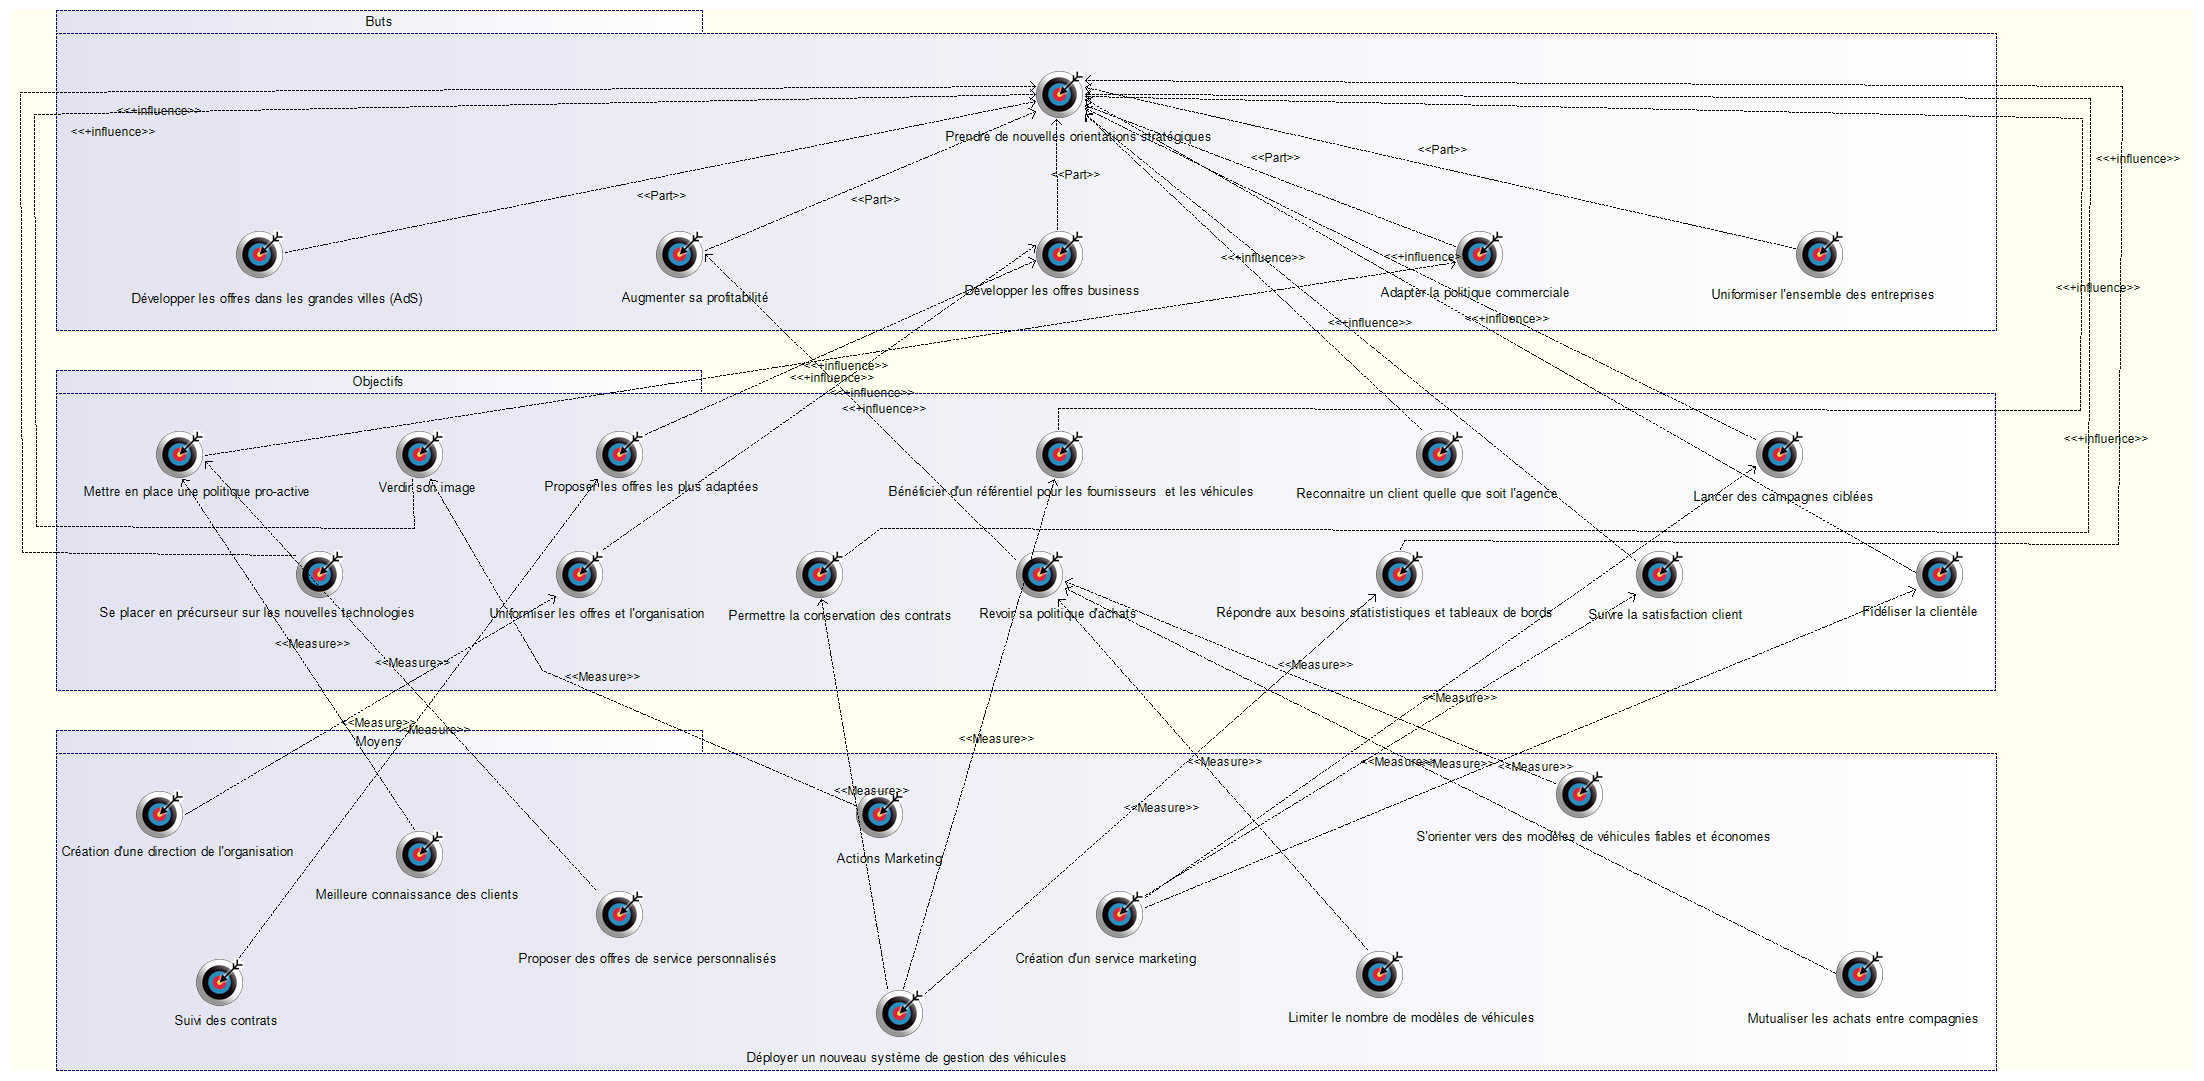 Buts
<<+influence>>
<<+influence>>
Prendre de nouvelles orientations stratégiques
<<Part>>
<<Part>>
<<Part>>
<<Part>>
<<Part>>
<<+influence>>
<<+influence>>
<<+influence>>
<<+influence>>
Développer les offres dans les grandes villes (AdS)
Augmenter sa profitabilité
Développer les offres business
Adapter la politique commerciale
Uniformiser l'ensemble des entreprises
<<+influence>>
<<+influence>>
<<+influence>>
<<+influence>>
<<+influence>>
<<+influence>>
Objectifs
<<+influence>>
<<+influence>>
Mettre en place une politique pro-active
Verdir son image
Proposer les offres les plus adaptées
Bénéficier d'un référentiel pour les fournisseurs  et les véhicules
Reconnaitre un client quelle que soit l'agence
Lancer des campagnes ciblées
Se placer en précurseur sur les nouvelles technologies
Uniformiser les offres et l'organisation
Permettre la conservation des contrats
Revoir sa politique d'achats
Répondre aux besoins statististiques et tableaux de bords
Suivre la satisfaction client
Fidéliser la clientèle
<<Measure>>
<<Measure>>
<<Measure>>
<<Measure>>
<<Measure>>
<<Measure>>
<<Measure>>
<<Measure>>
Moyens
<<Measure>>
<<Measure>>
<<Measure>>
<<Measure>>
<<Measure>>
<<Measure>>
Création d'une direction de l'organisation
Meilleure connaissance des clients
Actions Marketing
S'orienter vers des modèles de véhicules fiables et économes
Proposer des offres de service personnalisés
Création d'un service marketing
Suivi des contrats
Limiter le nombre de modèles de véhicules
Mutualiser les achats entre compagnies
Déployer un nouveau système de gestion des véhicules